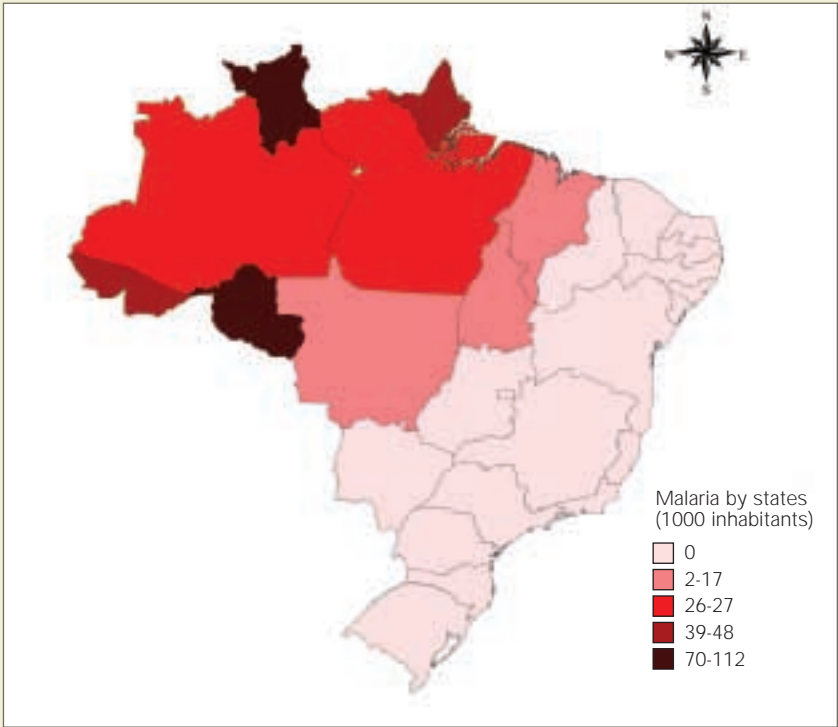 N
W E
S
Malaria by states
(1000 inhabitants)
0
2-17
26-27
39-48
70-112